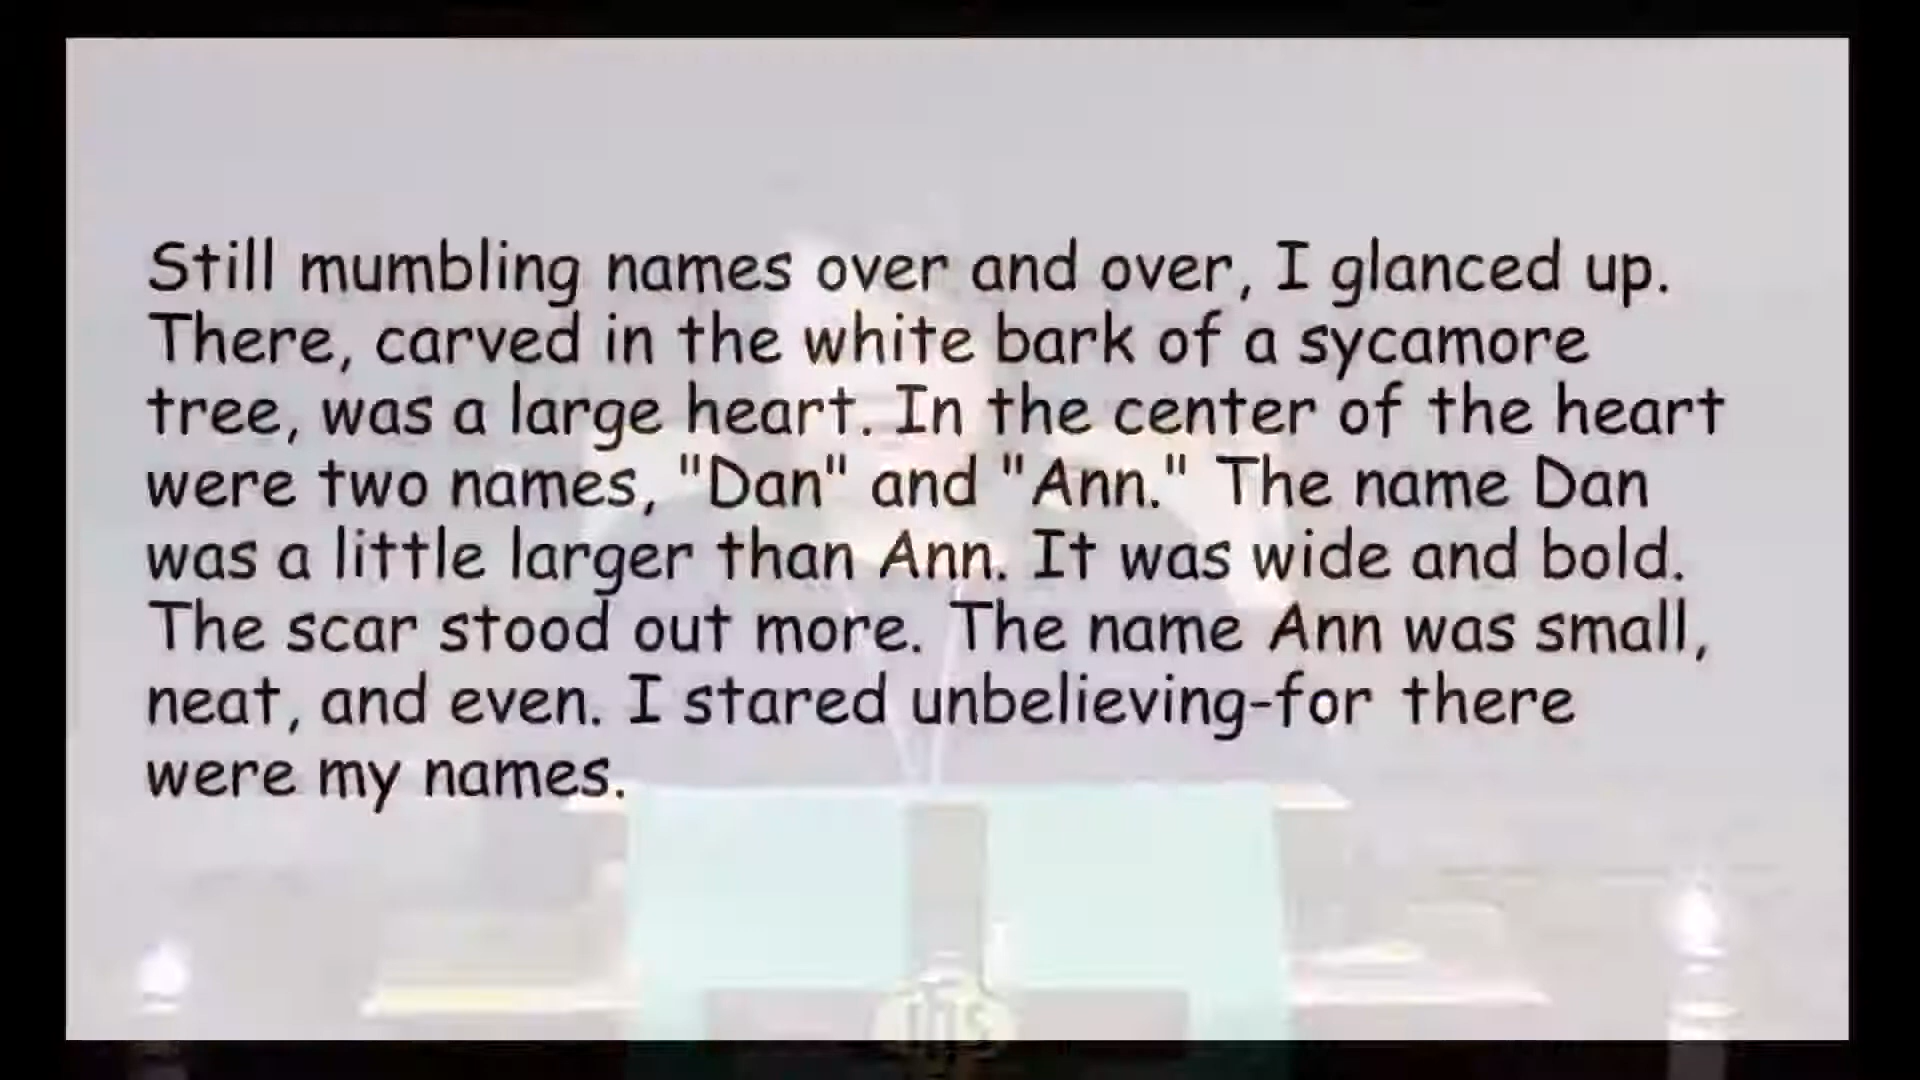 Still mumbling names over and over, I glanced up.
There, carved in the white bark of a sycamore
tree, was a large heart. In the center of the heart
were two names, "Dan" and "Ann." The name Dan
was a little larger than Ann. It was wide and bold.
The scar stood out more. The name Ann was small,
neat, and even. I stared unbelieving-for there
were my names.